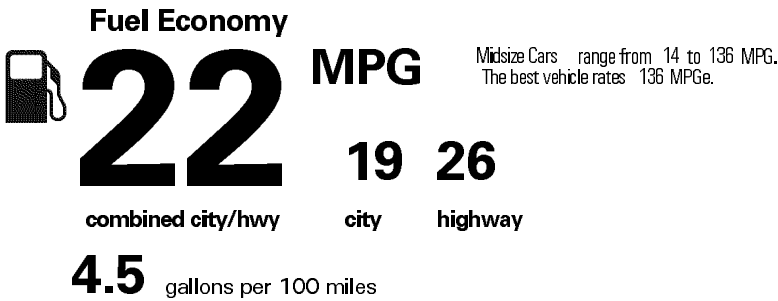 Fuel Economy
22 MPG
Midsize Cars range from 14 to 136 MPG.
The best vehicle rates 136 MPGe.
19 26
combined city/hwy city highway
4.5 gallons per 100 miles